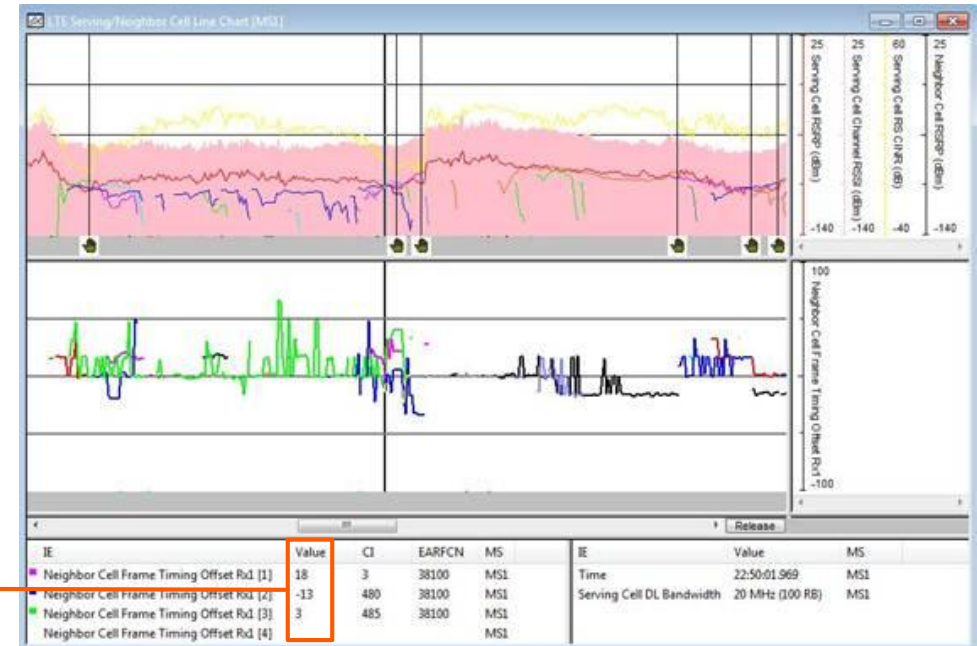 LTE Serving/Neighbor Cell Line Chart [MS1]
25 25 60 25
Serving Cell RSRP (dBm)
Serving Cell Channel RSSI (dBm)
Serving Cell RS CINR (dB)
Neighbor Cell RSRP (dBm)
-140 -140 -40 -140
100
Neighbor Cell Frame Timing Offset Rx1
-100
Release
IE Value CI EARFCN MS
Neighbor Cell Frame Timing Offset Rx1 [1] 18 3 38100 MS1
Neighbor Cell Frame Timing Offset Rx1 [2] -13 480 38100 MS1
Neighbor Cell Frame Timing Offset Rx1 [3] 3 485 38100 MS1
Neighbor Cell Frame Timing Offset Rx1 [4] MS1
IE Value MS
Time 22:50:01.969 MS1
Serving Cell DL Bandwidth 20 MHz (100 RB) MS1